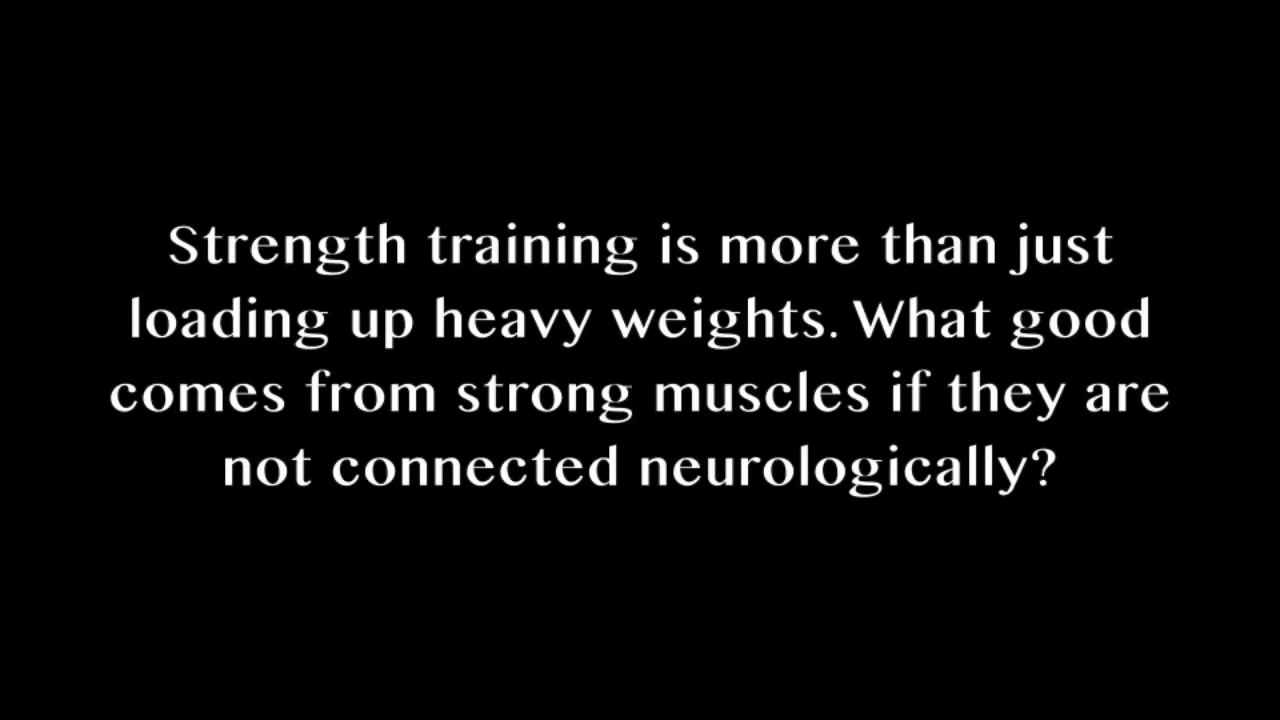 Strength training is more than just
loading up heavy weights. What good
comes from strong muscles if they are
not connected neurologically?